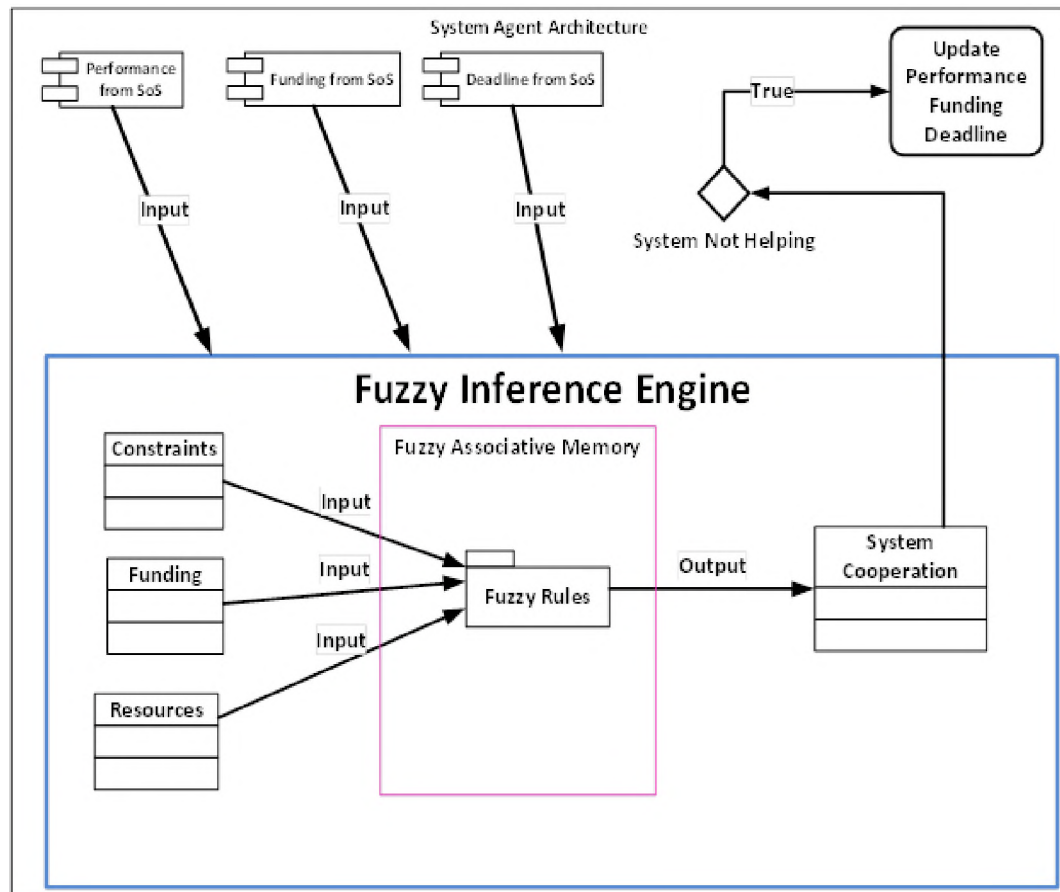 System Agent Architecture
Performance
from SoS
Funding from SoS
Deadline from SoS
Update
Performance
Funding
Deadline
True
Input
Input
Input
System Not Helping
Fuzzy Inference Engine
Constraints
Fuzzy Associative Memory
Input
Funding
Input
Fuzzy Rules
Output
System
Cooperation
Input
Resources